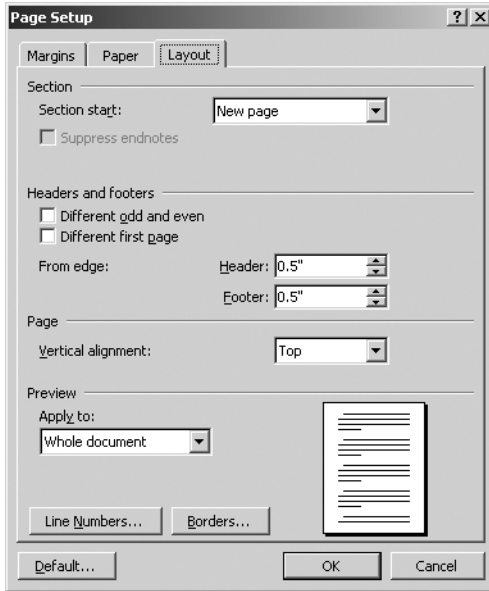 Page Setup
Margins Paper Layout
Section
Section start: New page
Suppress endnotes
Headers and footers
Different odd and even
Different first page
From edge: Header: 0.5"
Footer: 0.5"
Page
Vertical alignment: Top
Preview
Apply to:
Whole document
Line Numbers... Borders...
Default... OK Cancel